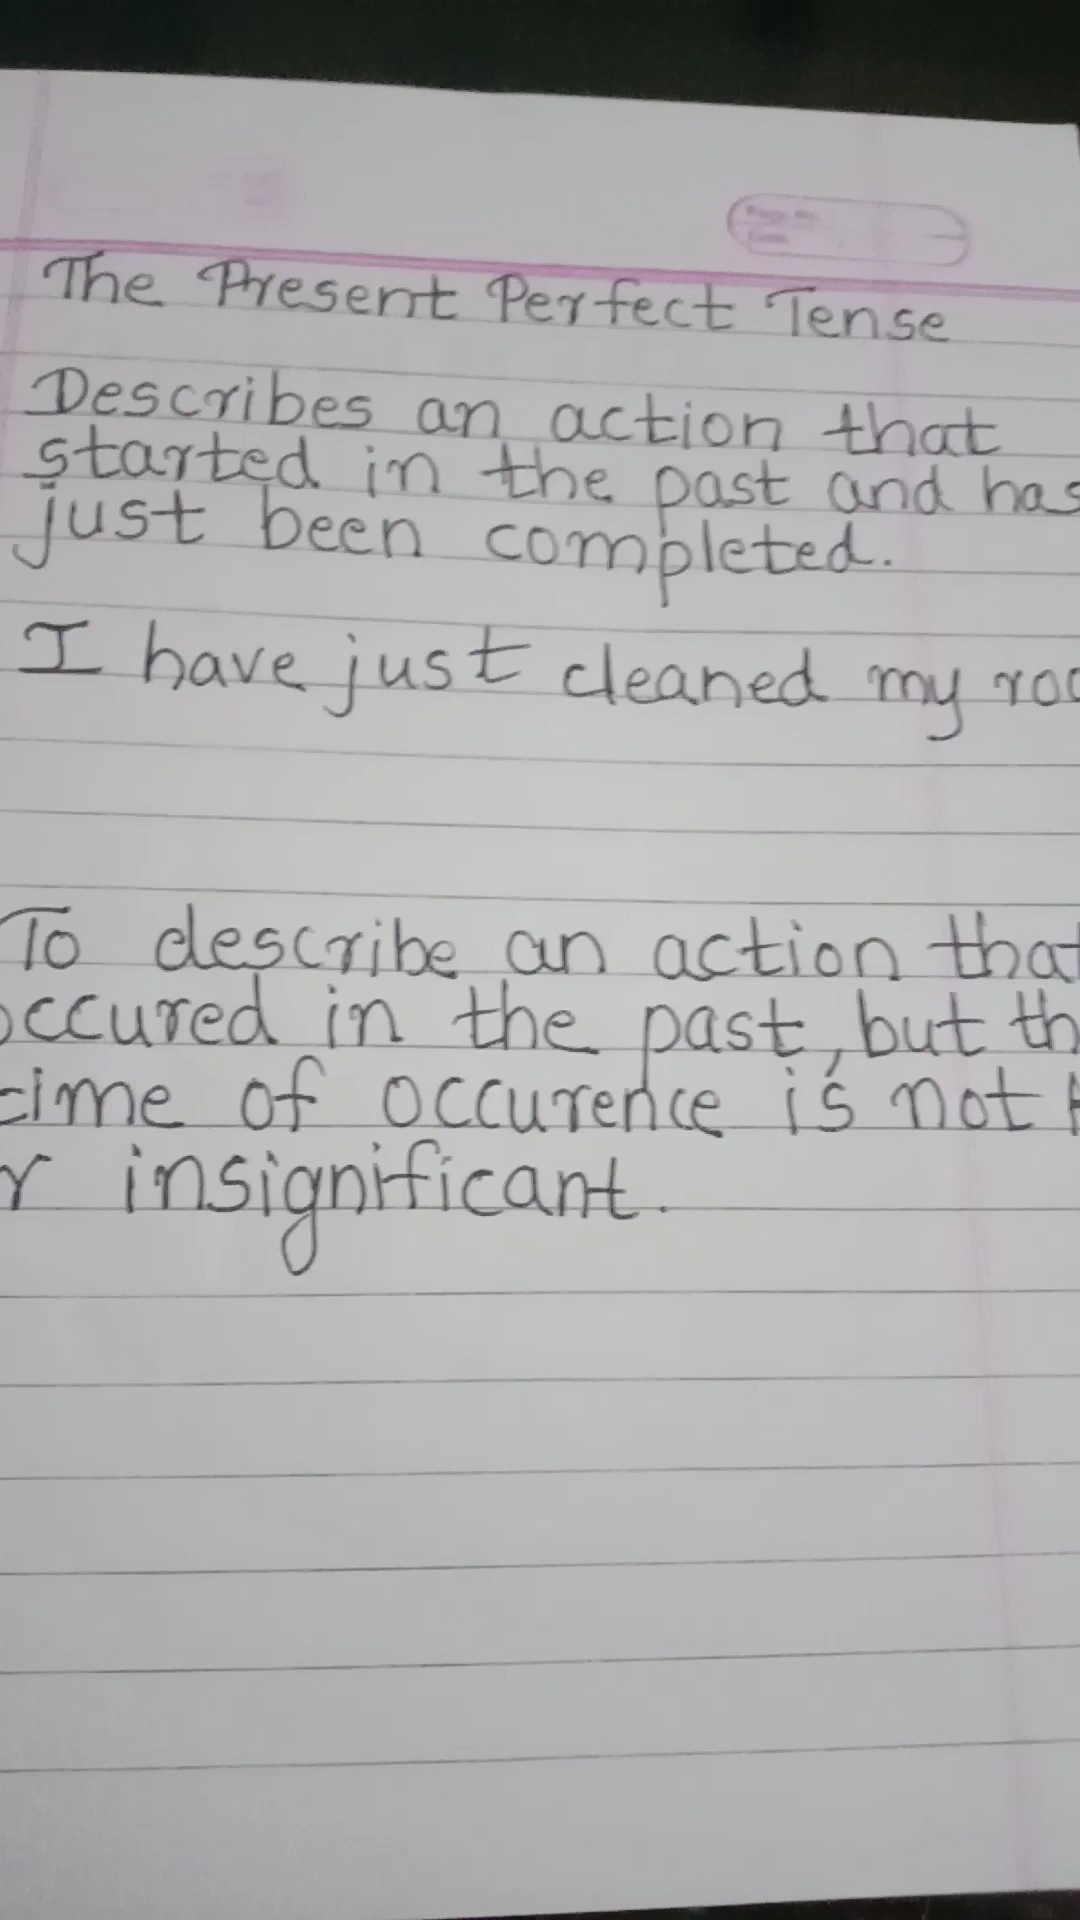 The Present Perfect Tense
Describes an action that
started in the past and has
just been completed.
I have just cleaned my
To describe an action that
occured in the past, but
of occurence is not
insignificant.